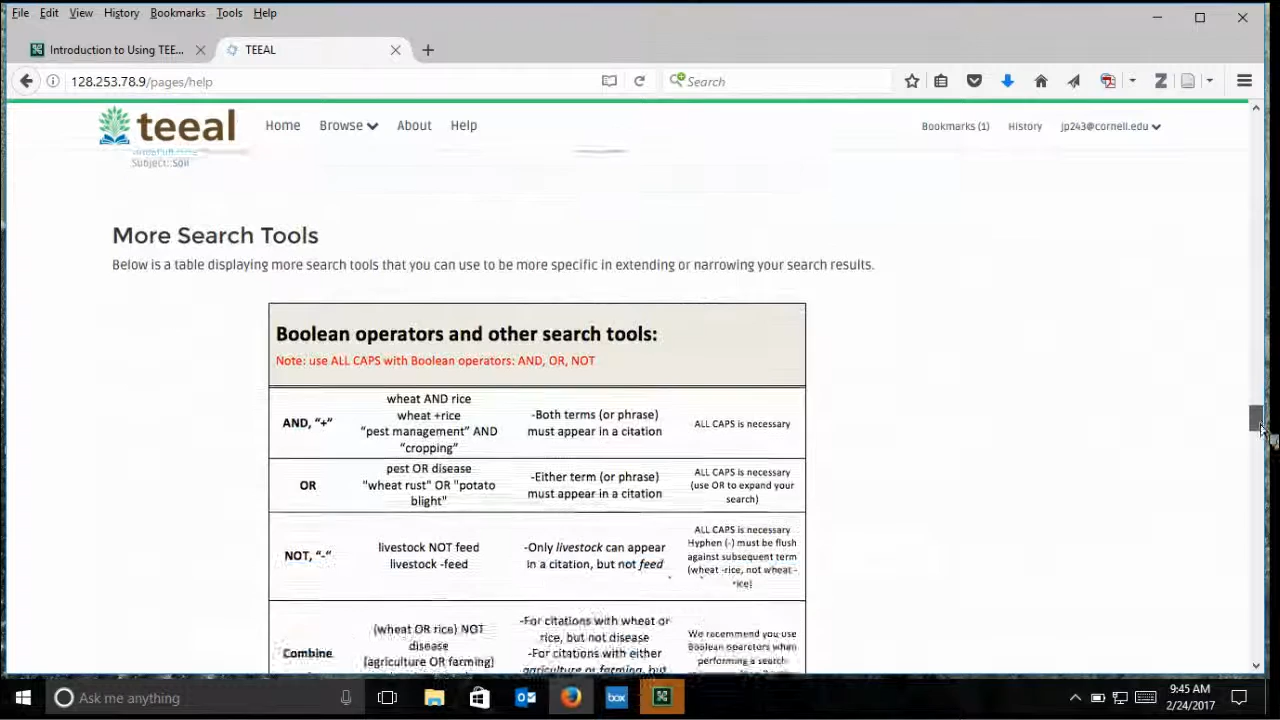 File Edit View History Bookmarks Tools Help
Introduction to Using TEE...
TEEAL
128.253.78.9/pages/help
Search
teeal
Home Browse About Help
Bookmarks (1) History jp243@cornell.edu
Subject::Soil
More Search Tools
Below is a table displaying more search tools that you can use to be more specific in extending or narrowing your search results.
Boolean operators and other search tools:
Note: use ALL CAPS with Boolean operators: AND, OR, NOT
AND, “+”
wheat AND rice
wheat +rice
“pest management” AND
“cropping”
-Both terms (or phrase)
must appear in a citation
ALL CAPS is necessary
OR
pest OR disease
"wheat rust" OR "potato
blight"
-Either term (or phrase)
must appear in a citation
ALL CAPS is necessary
(use OR to expand your
search)
NOT, “-”
livestock NOT feed
livestock -feed
-Only livestock can appear
in a citation, but not feed
ALL CAPS is necessary
Hyphen (-) must be flush
against subsequent term
(wheat -rice, not wheat -
rice)
Combine
(wheat OR rice) NOT
disease
(agriculture OR farming)
-For citations with wheat or
rice, but not disease
-For citations with either
agriculture or farming, but
We recommend you use
Boolean operators when
performing a search
Ask me anything
9:45 AM
2/24/2017